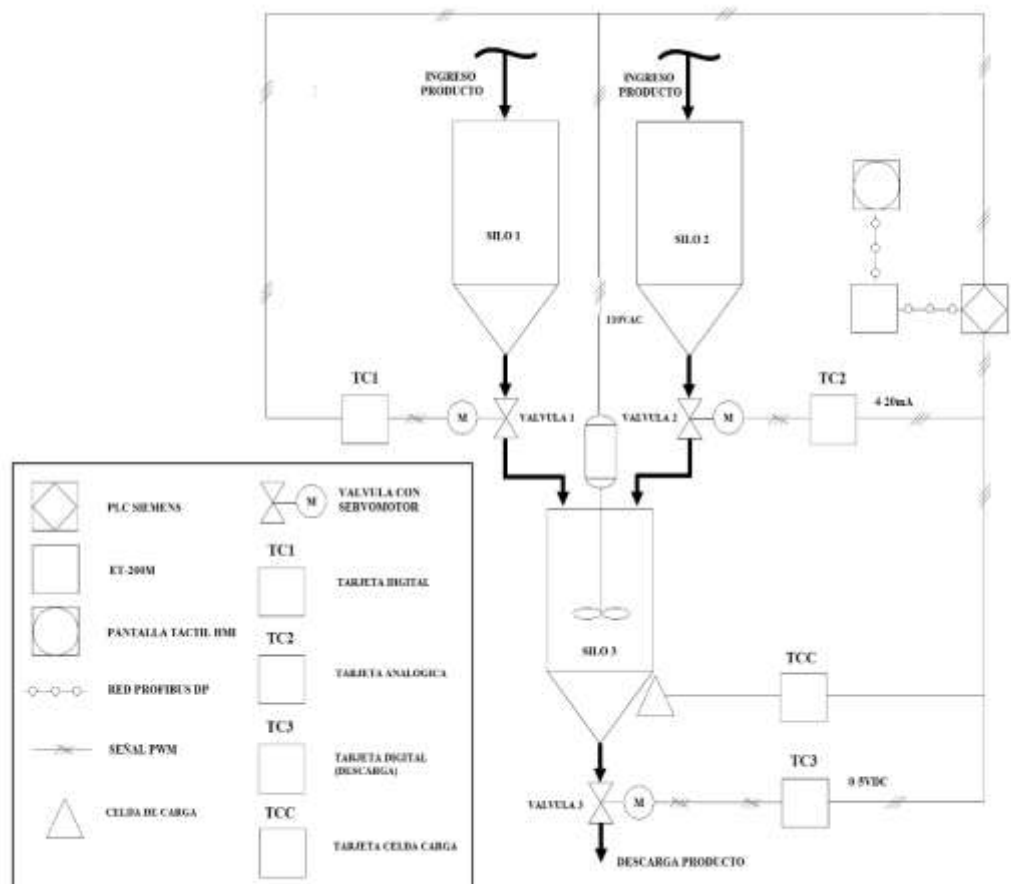 INGRESO
PRODUCTO
INGRESO
PRODUCTO
SILO 1
SILO 2
110VAC
TC1
M
VALVULA 1
VALVULA 2
M
TC2
4-20mA
SILO 3
TCC
TC3
0-5VDC
VALVULA 3
M
DESCARGA PRODUCTO
PLC SIEMENS
ET-200M
PANTALLA TACTIL HMI
RED PROFIBUS DP
SEÑAL PWM
CELDA DE CARGA
M
VALVULA CON
SERVOMOTOR
TC1
TARJETA DIGITAL
TC2
TARJETA ANALOGICA
TC3
TARJETA DIGITAL
(DESCARGA)
TCC
TARJETA CELDA CARGA